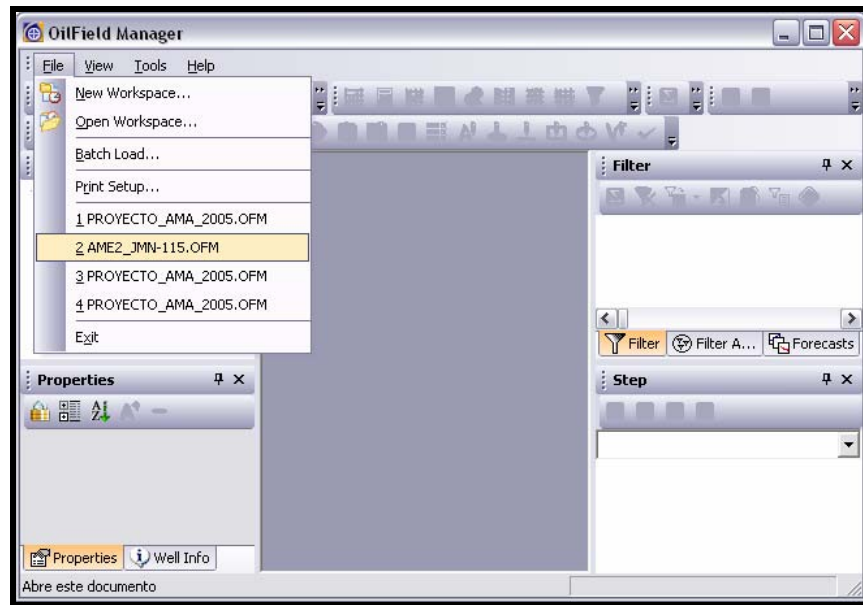 OilField Manager
File View Tools Help
New Workspace...
Open Workspace...
Batch Load...
Print Setup...
1 PROYECTO_AMA_2005.OFM
2 AME2_JMN-115.OFM
3 PROYECTO_AMA_2005.OFM
4 PROYECTO_AMA_2005.OFM
Exit
Filter
Filter Filter A... Forecasts
Properties
Step
Properties Well Info
Abre este documento